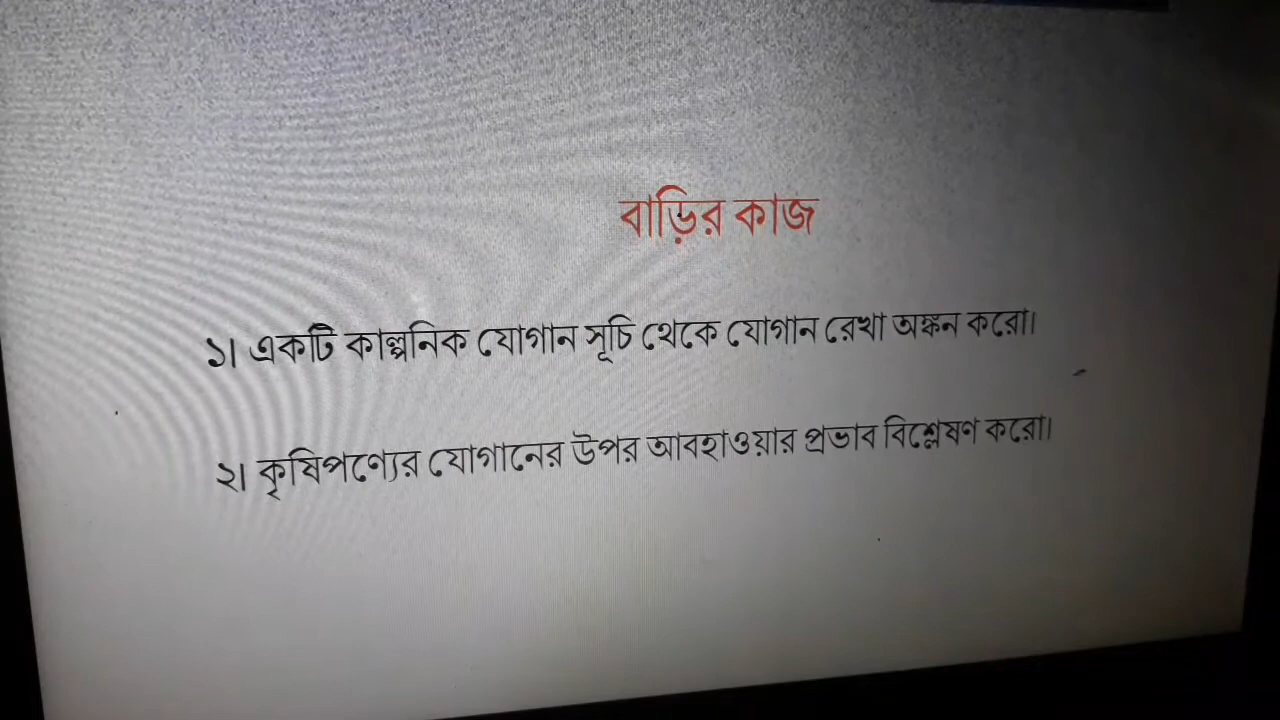 বাড়ির কাজ
১। একটি কাল্পনিক যোগান সূচি থেকে যোগান রেখা অঙ্কন করো।
২। কৃষিপণ্যের যোগানের উপর আবহাওয়ার প্রভাব বিশ্লেষণ করো।